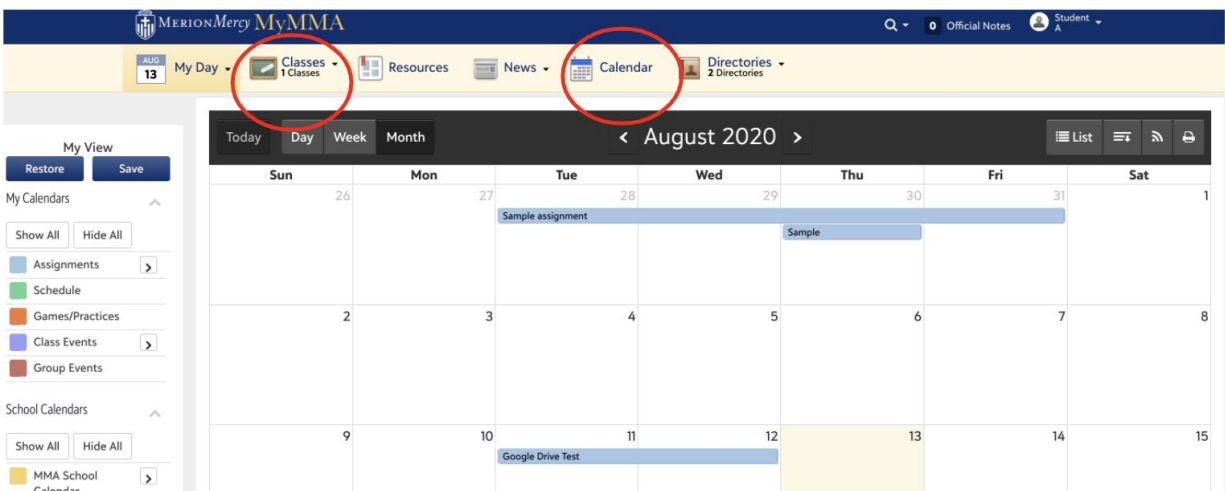 MERION Mercy MyMMA
0 Official Notes
Student
A
AUG
13
My Day
Classes
1 Classes
Resources
News
Calendar
Directories
2 Directories
My View
Restore Save
My Calendars
Show All Hide All
Assignments
Schedule
Games/Practices
Class Events
Group Events
School Calendars
Show All Hide All
MMA School
Calendar
Today Day Week Month
August 2020
List
Sun Mon Tue Wed Thu Fri Sat
26 27 28 29 30 31 1
Sample assignment
Sample
2 3 4 5 6 7 8
9 10 11 12 13 14 15
Google Drive Test